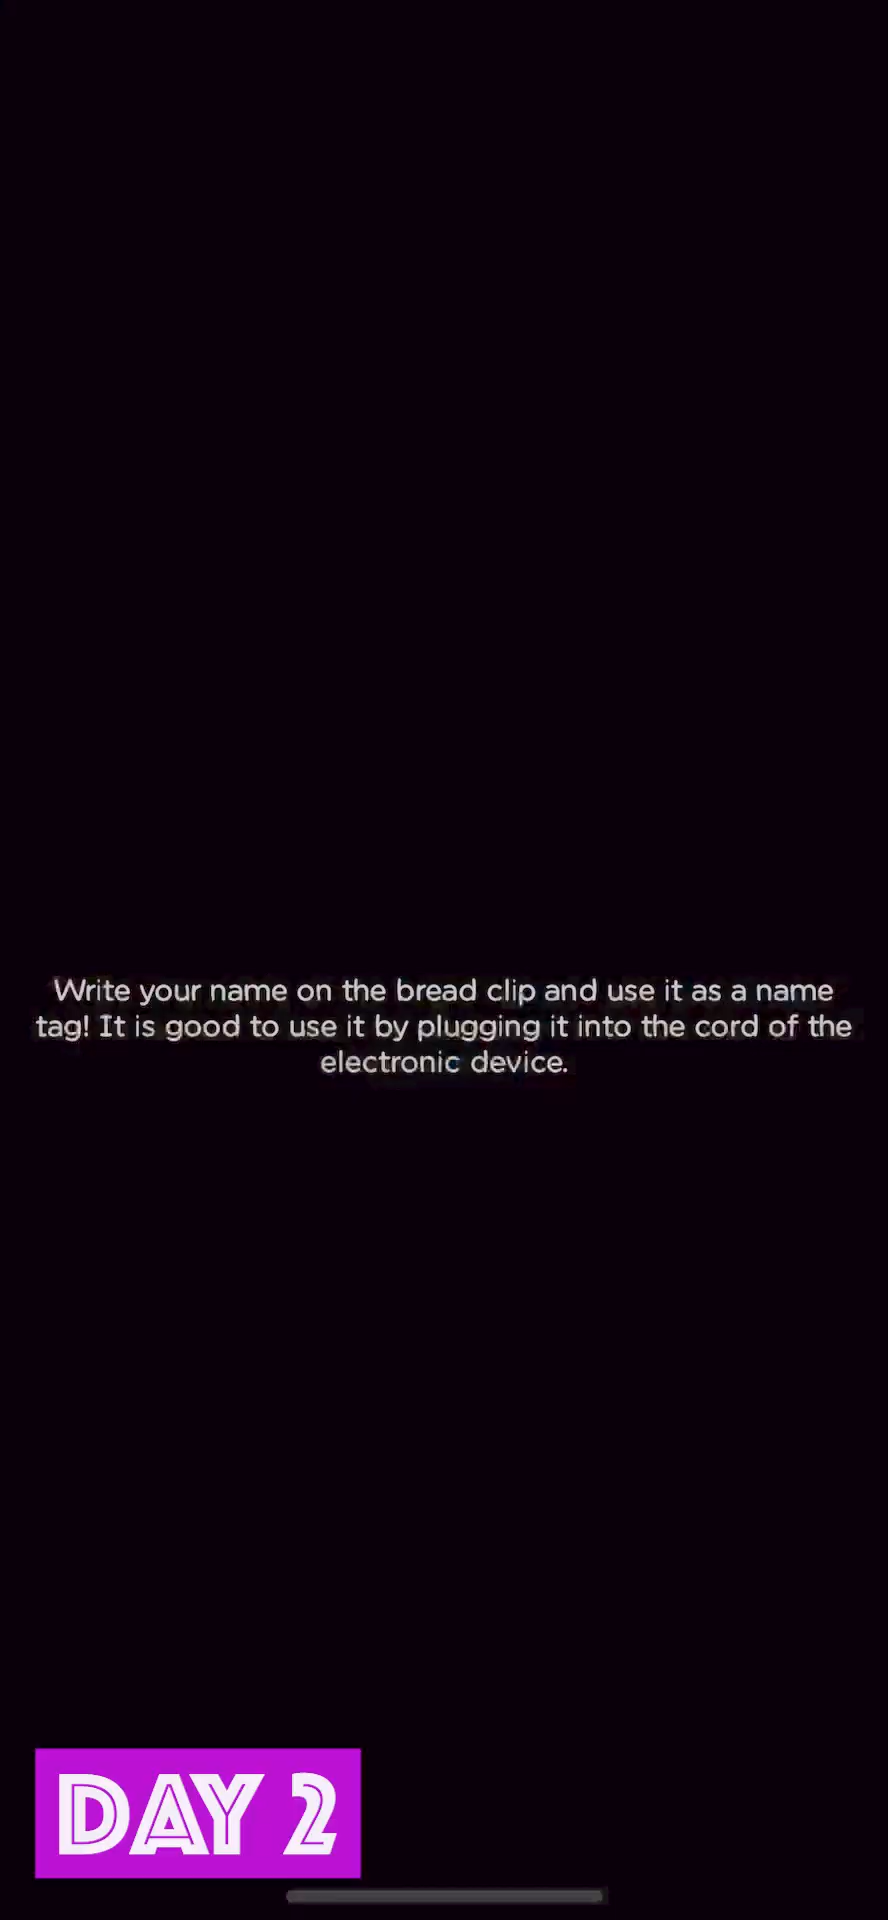 Write your name on the bread clip and use it as a name
tag! It is good to use it by plugging it into the cord of the
electronic device.
DAY 2